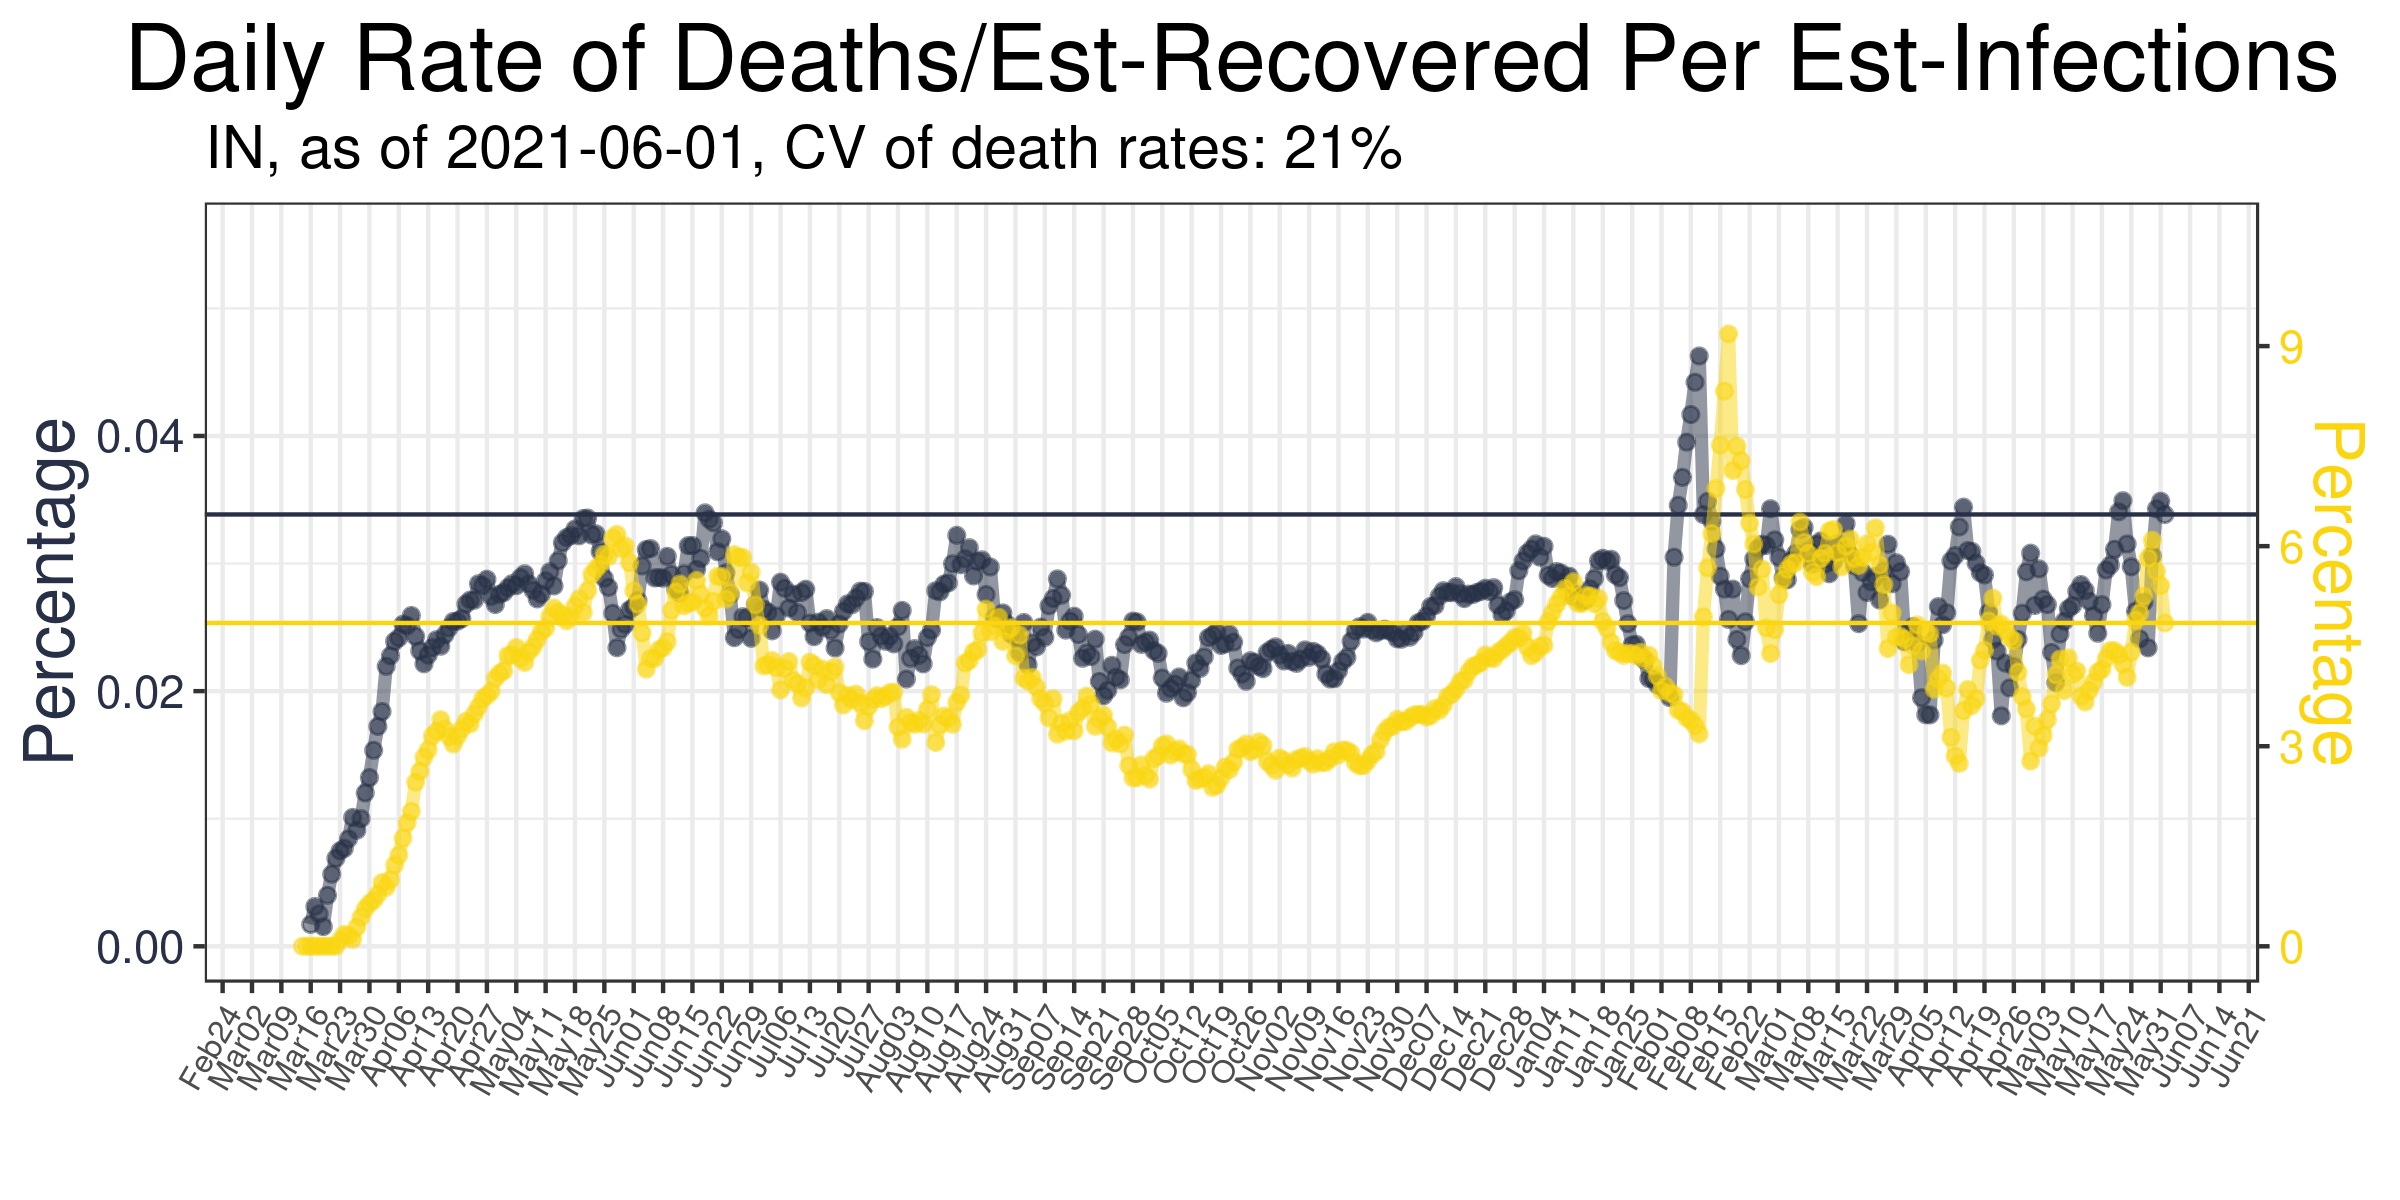 Daily Rate of Deaths/Est-Recovered Per Est-Infections
IN, as of 2021-06-01, CV of death rates: 21%
Percentage
0.04
0.02
0.00
9
6
3
0
Percentage
Feb24
Mar02
Mar09
Mar16
Mar23
Mar30
Apr06
Apr13
Apr20
Apr27
May04
May11
May18
May25
Jun01
Jun08
Jun15
Jun22
Jun29
Jul06
Jul13
Jul20
Jul27
Aug03
Aug10
Aug17
Aug24
Aug31
Sep07
Sep14
Sep21
Sep28
Oct05
Oct12
Oct19
Oct26
Nov02
Nov09
Nov16
Nov23
Nov30
Dec07
Dec14
Dec21
Dec28
Jan04
Jan11
Jan18
Jan25
Feb01
Feb08
Feb15
Feb22
Mar01
Mar08
Mar15
Mar22
Mar29
Apr05
Apr12
Apr19
Apr26
May03
May10
May17
May24
May31
Jun07
Jun14
Jun21